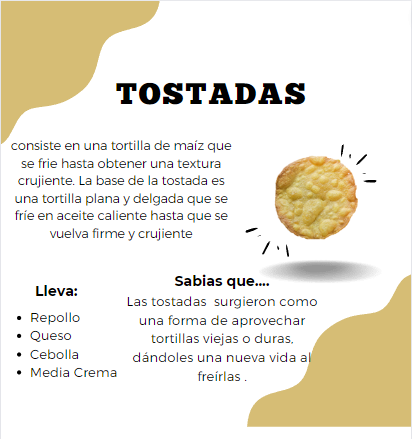 TOSTADAS
consiste en una tortilla de maíz que
se frie hasta obtener una textura
crujiente. La base de la tostada es
una tortilla plana y delgada que se
fríe en aceite caliente hasta que se
vuelva firme y crujiente
Lleva:
Repollo
Queso
Cebolla
Media Crema
Sabias que....
Las tostadas surgieron como
una forma de aprovechar
tortillas viejas o duras,
dándoles una nueva vida al
freírlas .